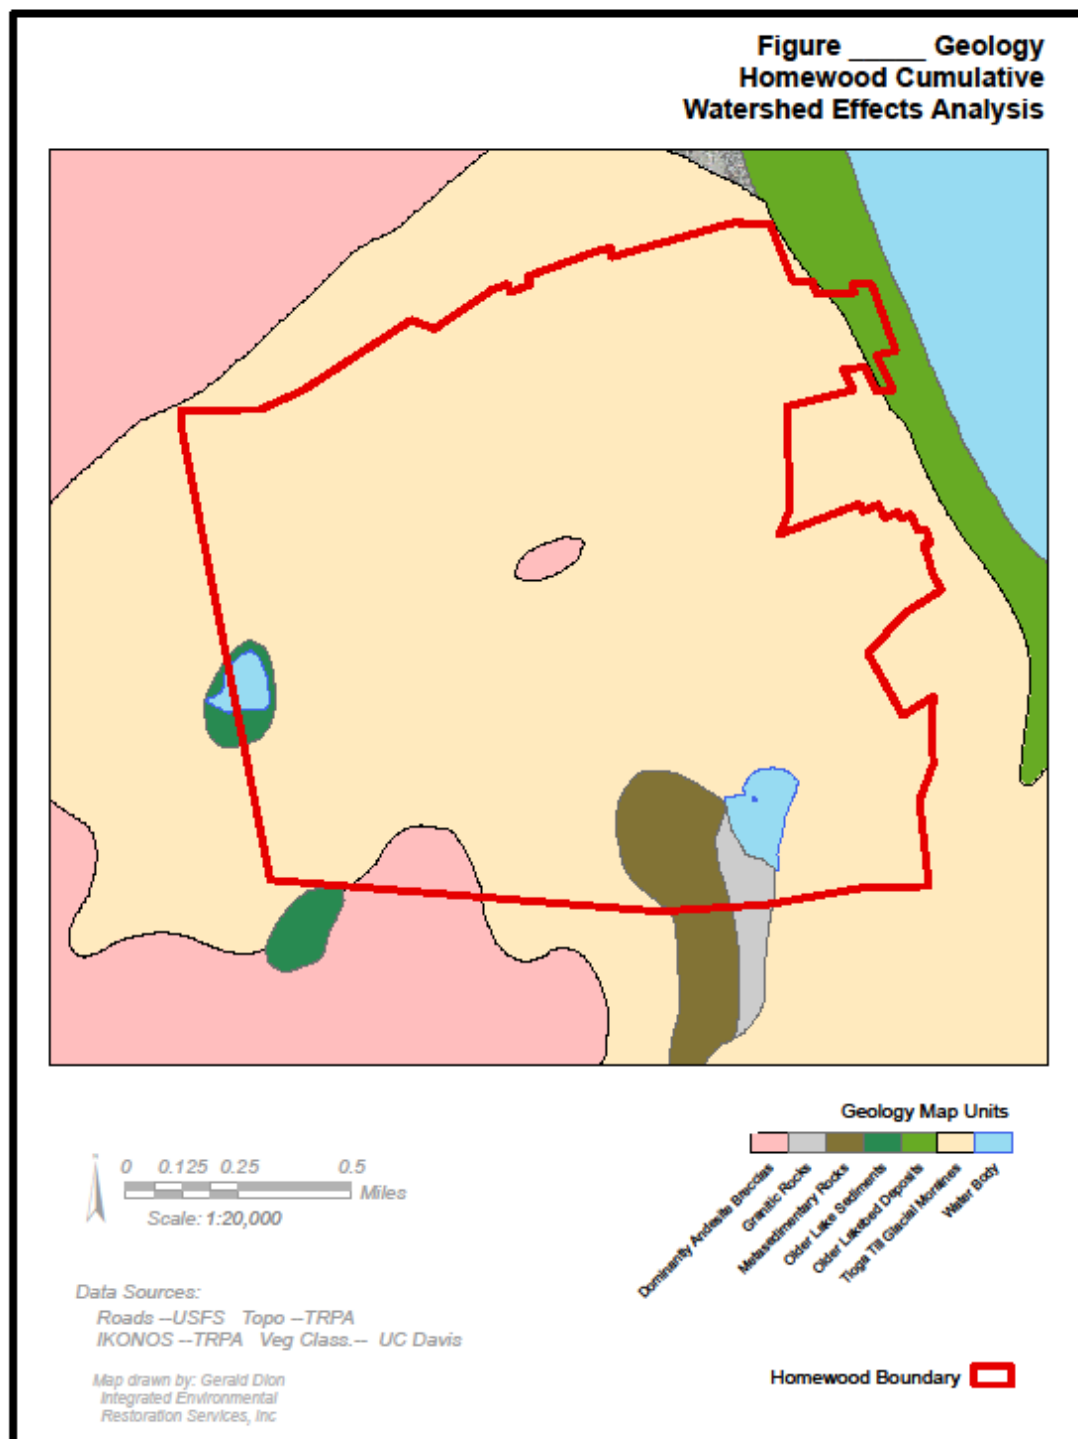 Figure _____ Geology
Homewood Cumulative
Watershed Effects Analysis
Geology Map Units
Dominantly Andesite Breccias
Granitic Rocks
Metasedimentary Rocks
Older Lake Sediments
Older Lakebed Deposits
Tioga Till Glacial Moraines
Water Body
N
0 0.125 0.25 0.5
Miles
Scale: 1:20,000
Data Sources:
Roads --USFS Topo --TRPA
IKONOS --TRPA Veg Class.-- UC Davis
Map drawn by: Gerald Dion
Integrated Environmental
Restoration Services, Inc
Homewood Boundary